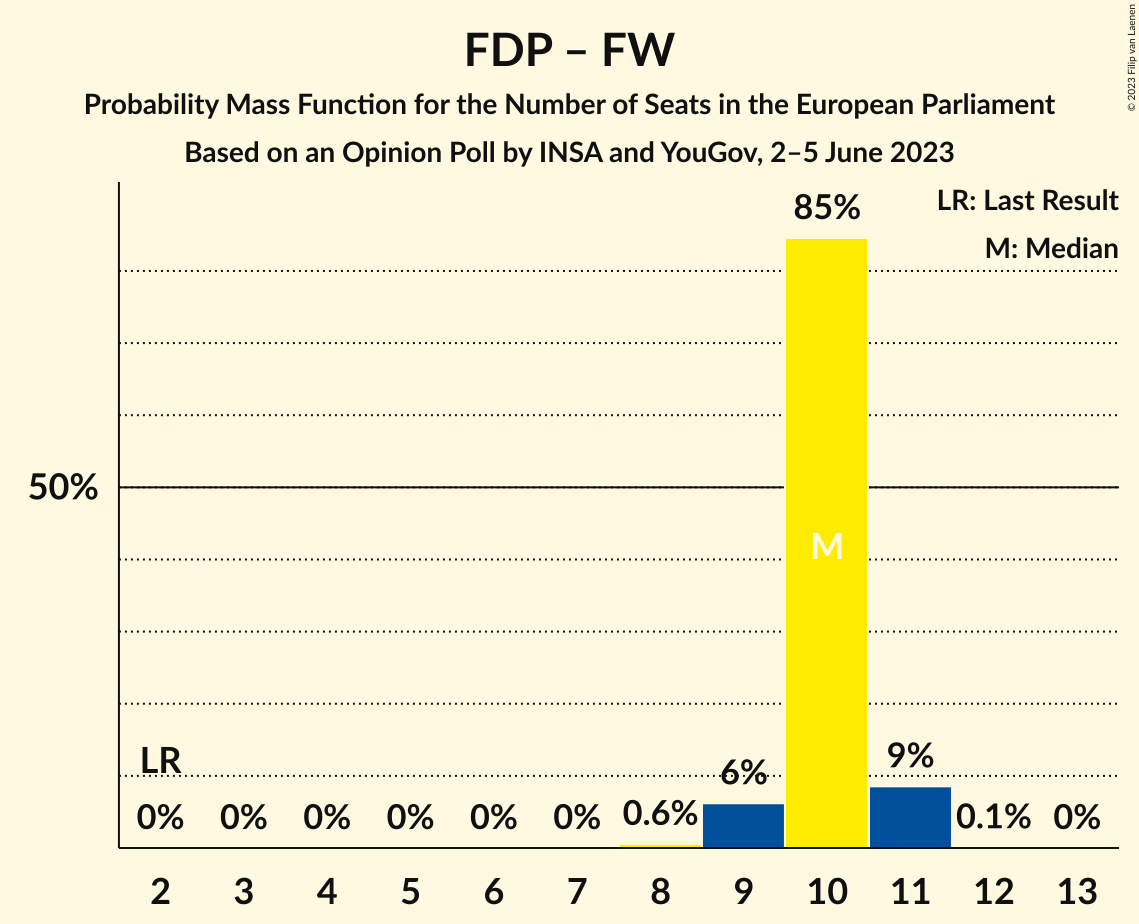 FDP – FW
Probability Mass Function for the Number of Seats in the European Parliament
Based on an Opinion Poll by INSA and YouGov, 2–5 June 2023
© 2023 Filip van Laenen
LR: Last Result
M: Median
85%
50%
M
LR
9%
6%
0% 0% 0% 0% 0% 0% 0.6% 0.1% 0%
2 3 4 5 6 7 8 9 10 11 12 13